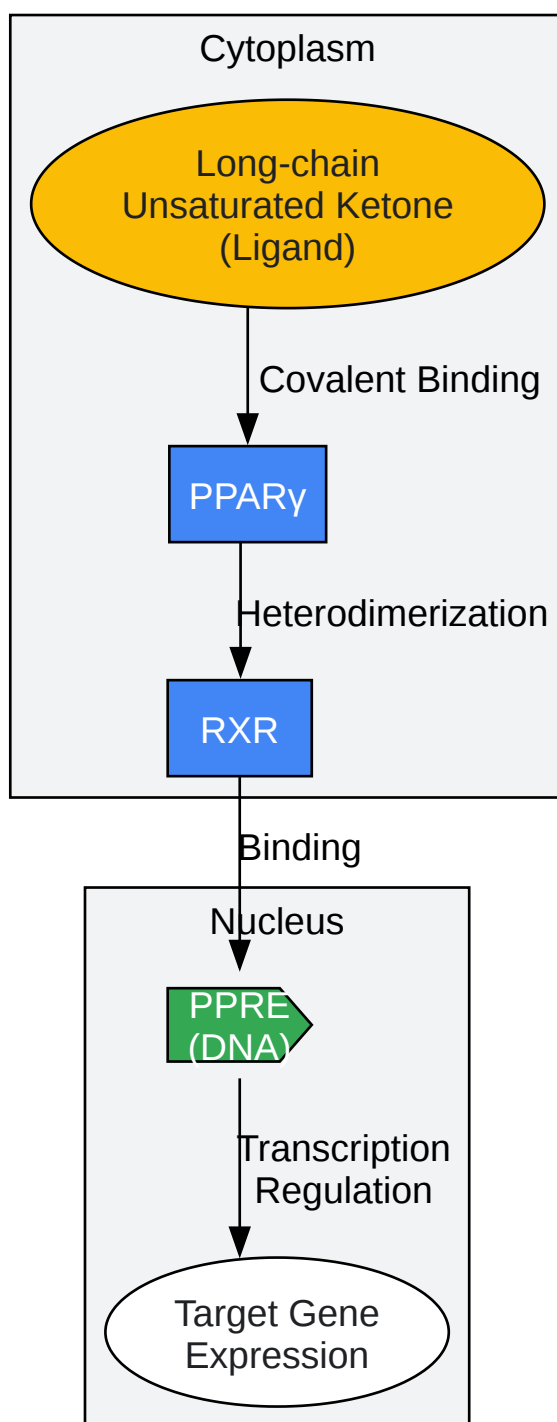 Cytoplasm
Long-chain
Unsaturated Ketone
(Ligand)
Covalent Binding
PPARγ
Heterodimerization
RXR
Binding
Nucleus
PPRE
(DNA)
Transcription
Regulation
Target Gene
Expression